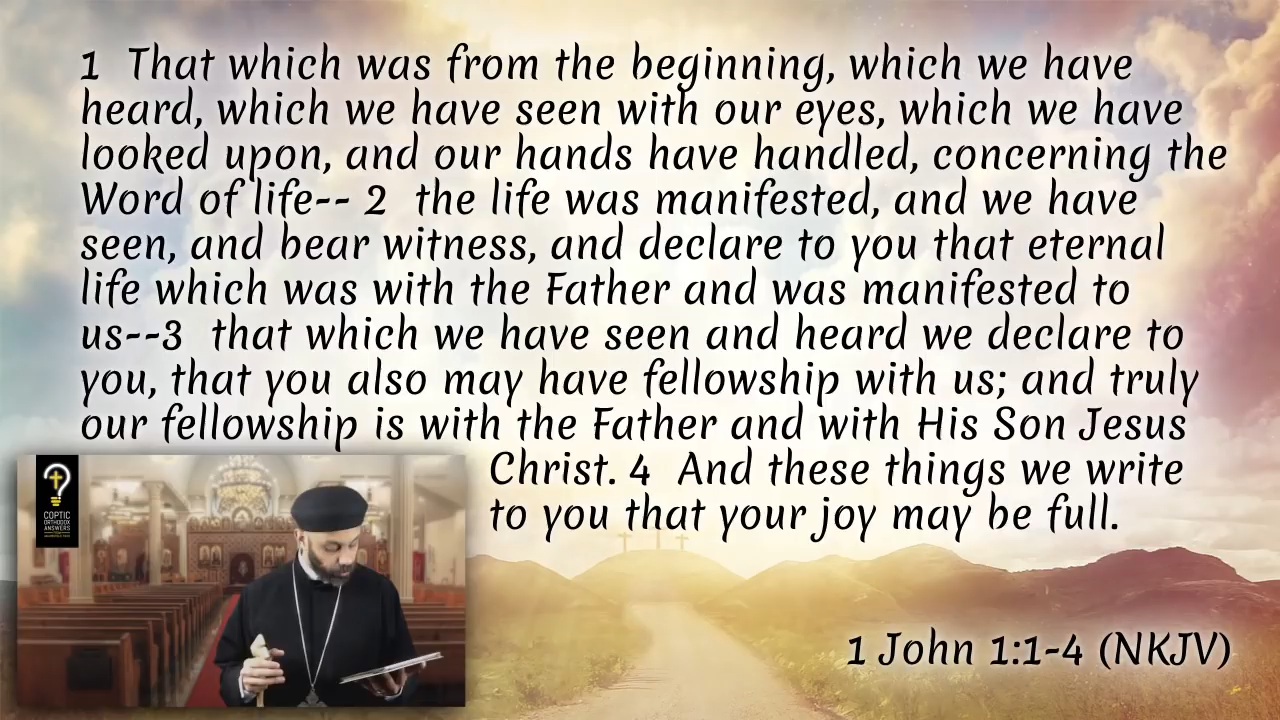 1  That which was from the beginning, which we have
heard, which we have seen with our eyes, which we have
looked upon, and our hands have handled, concerning the
Word of life-- 2  the life was manifested, and we have
seen, and bear witness, and declare to you that eternal
life which was with the Father and was manifested to
us--3  that which we have seen and heard we declare to
you, that you also may have fellowship with us; and truly
our fellowship is with the Father and with His Son Jesus
Christ. 4  And these things we write
to you that your joy may be full.
COPTIC
ORTHODOX
ANSWERS
1 John 1:1-4 (NKJV)